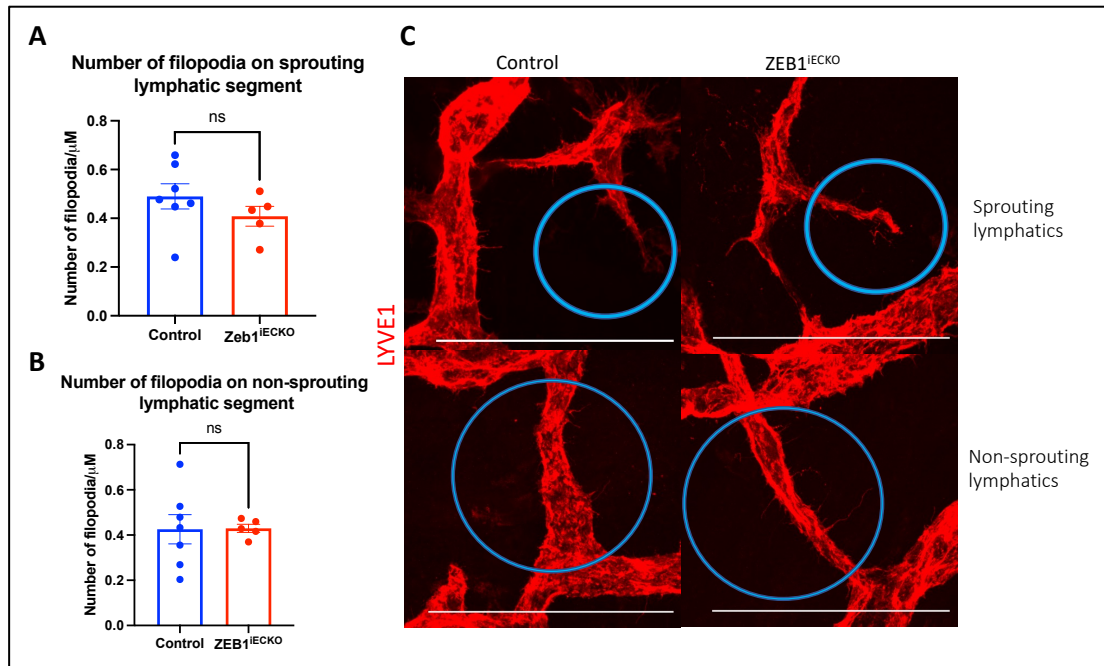 A
Number of filopodia on sprouting
lymphatic segment
Number of filopodia/μM
0.8
0.6
0.4
0.2
0.0
ns
Control
Zeb1iECKO
B
Number of filopodia on non-sprouting
lymphatic segment
Number of filopodia/μM
0.8
0.6
0.4
0.2
0.0
ns
Control
ZEB1iECKO
C
Control
ZEB1iECKO
LYVE1
Sprouting
lymphatics
Non-sprouting
lymphatics